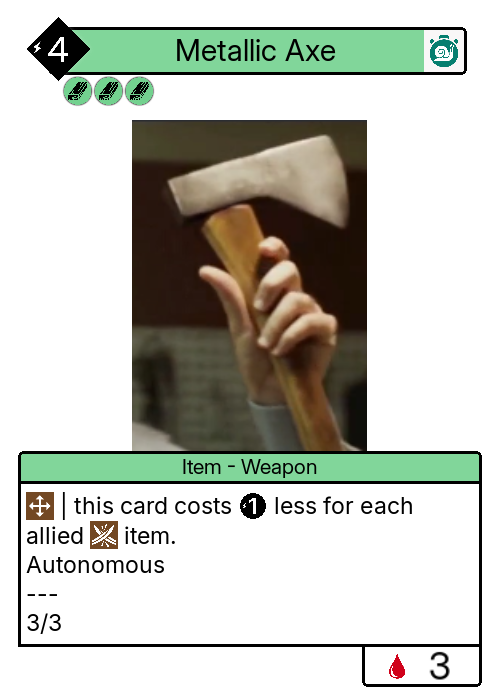 4
Metallic Axe
Item - Weapon
| this card costs 1 less for each
allied item.
Autonomous
---
3/3
3